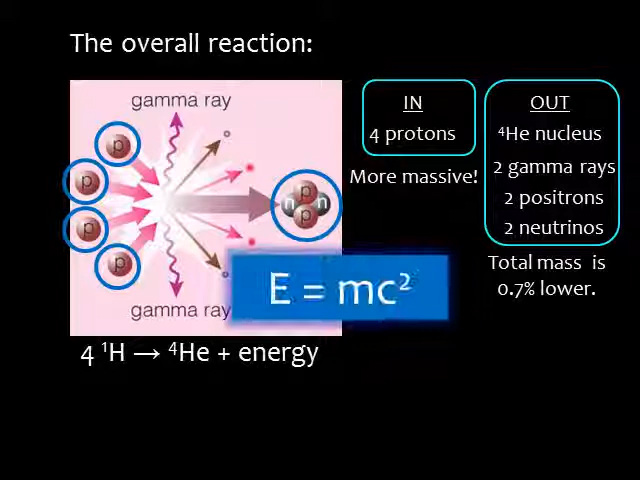 The overall reaction:
gamma ray
p
p
p
p
p
n n
p
gamma ray
E = mc²
4 ¹H → ⁴He + energy
IN
4 protons
More massive!
OUT
⁴He nucleus
2 gamma rays
2 positrons
2 neutrinos
Total mass is
0.7% lower.